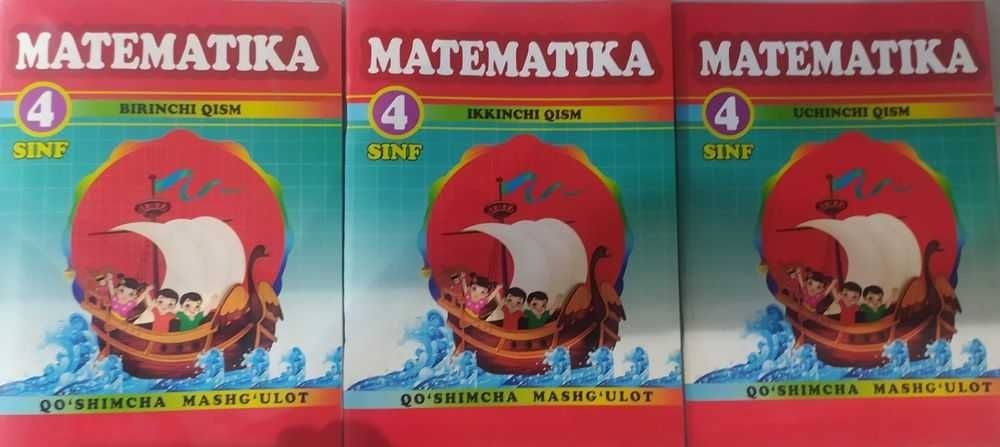 MATEMATIKA
4
BIRINCHI QISM
SINF
QO'SHIMCHA MASHG'ULOT
MATEMATIKA
4
IKKINCHI QISM
SINF
QO'SHIMCHA MASHG'ULOT
MATEMATIKA
4
UCHINCHI QISM
SINF
QO'SHIMCHA MASHG'ULOT